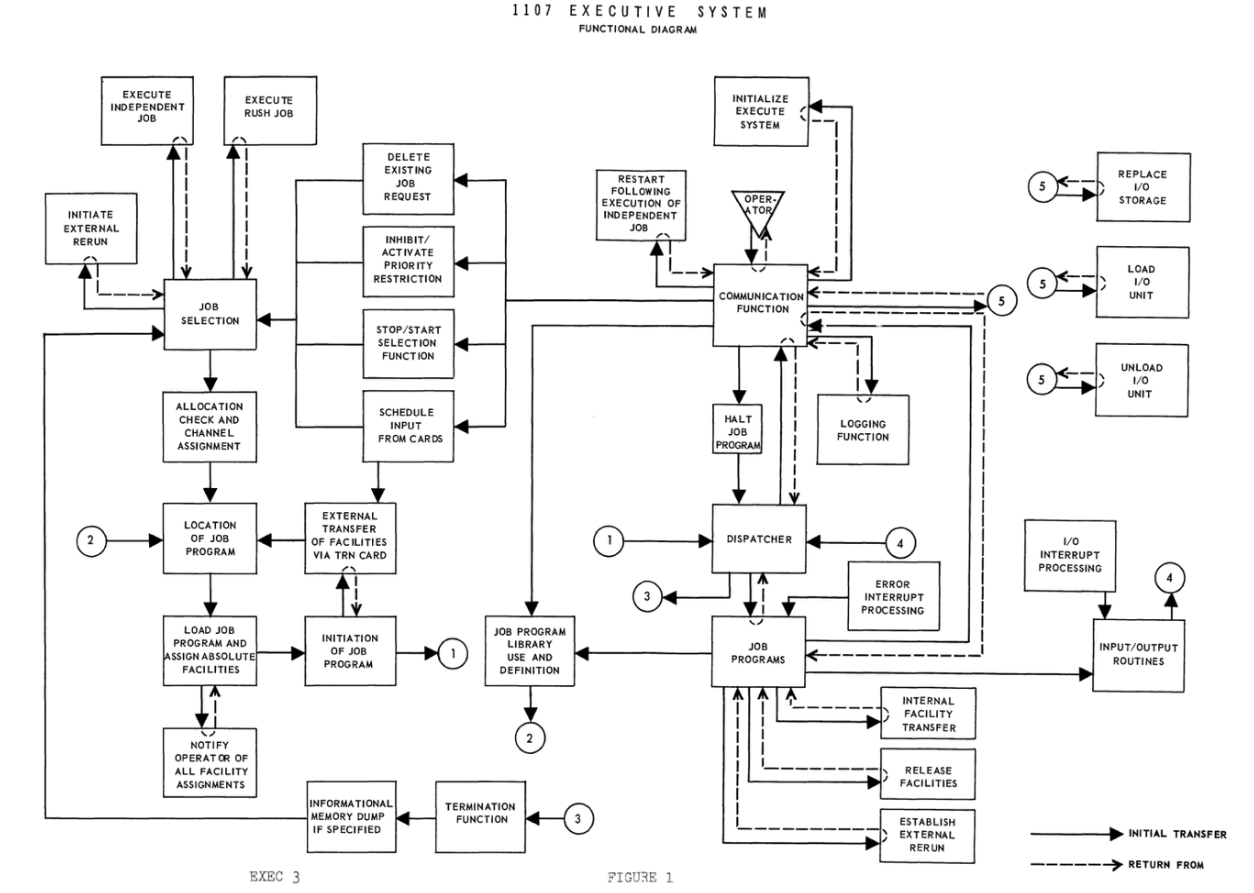 1107 EXECUTIVE SYSTEM
FUNCTIONAL DIAGRAM
EXECUTE
INDEPENDENT
JOB
EXECUTE
RUSH JOB
INITIATE
EXTERNAL
RERUN
JOB
SELECTION
ALLOCATION
CHECK AND
CHANNEL
ASSIGNMENT
2
LOCATION
OF JOB
PROGRAM
LOAD JOB
PROGRAM AND
ASSIGN ABSOLUTE
FACILITIES
NOTIFY
OPERATOR OF
ALL FACILITY
ASSIGNMENTS
DELETE
EXISTING
JOB
REQUEST
INHIBIT/
ACTIVATE
PRIORITY
RESTRICTION
STOP/START
SELECTION
FUNCTION
SCHEDULE
INPUT
FROM CARDS
EXTERNAL
TRANSFER
OF FACILITIES
VIA TRN CARD
INITIATION
OF JOB
PROGRAM
1
INFORMATIONAL
MEMORY DUMP
IF SPECIFIED
TERMINATION
FUNCTION
3
INITIALIZE
EXECUTE
SYSTEM
RESTART
FOLLOWING
EXECUTION OF
INDEPENDENT
JOB
OPER-
ATOR
COMMUNICATION
FUNCTION
5
HALT
JOB
PROGRAM
LOGGING
FUNCTION
1
DISPATCHER
4
3
ERROR
INTERRUPT
PROCESSING
JOB PROGRAM
LIBRARY
USE AND
DEFINITION
2
JOB
PROGRAMS
INTERNAL
FACILITY
TRANSFER
RELEASE
FACILITIES
ESTABLISH
EXTERNAL
RERUN
5
REPLACE
I/O
STORAGE
5
LOAD
I/O
UNIT
5
UNLOAD
I/O
UNIT
I/O
INTERRUPT
PROCESSING
4
INPUT/OUTPUT
ROUTINES
INITIAL TRANSFER
RETURN FROM
EXEC 3
FIGURE 1